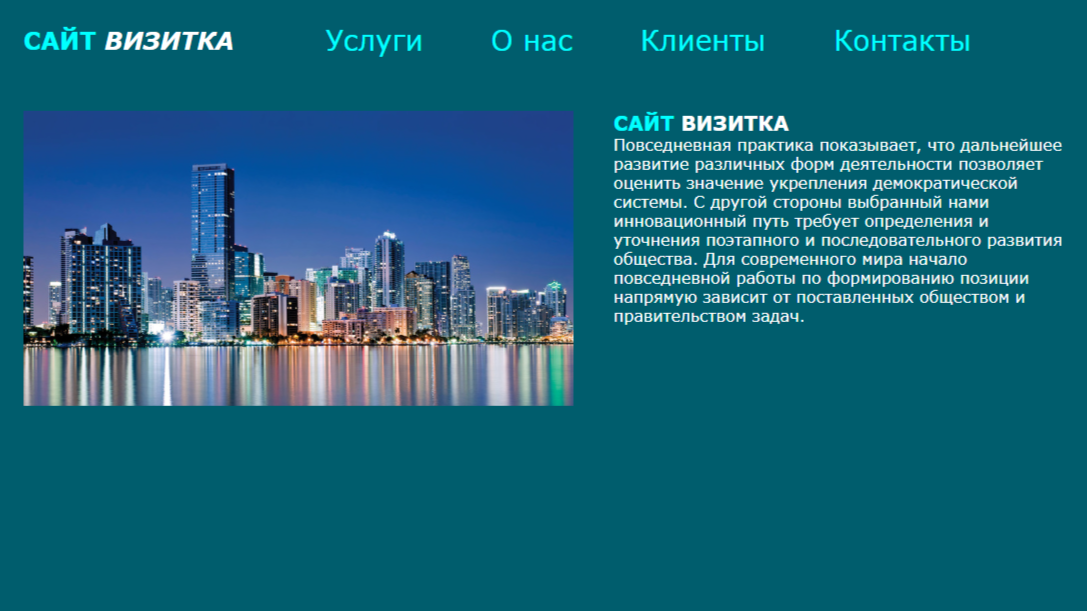 САЙТ ВИЗИТКА
Услуги
О нас
Клиенты
Контакты
САЙТ ВИЗИТКА
Повседневная практика показывает, что дальнейшее
развитие различных форм деятельности позволяет
оценить значение укрепления демократической
системы. С другой стороны выбранный нами
инновационный путь требует определения и
уточнения поэтапного и последовательного развития
общества. Для современного мира начало
повседневной работы по формированию позиции
напрямую зависит от поставленных обществом и
правительством задач.